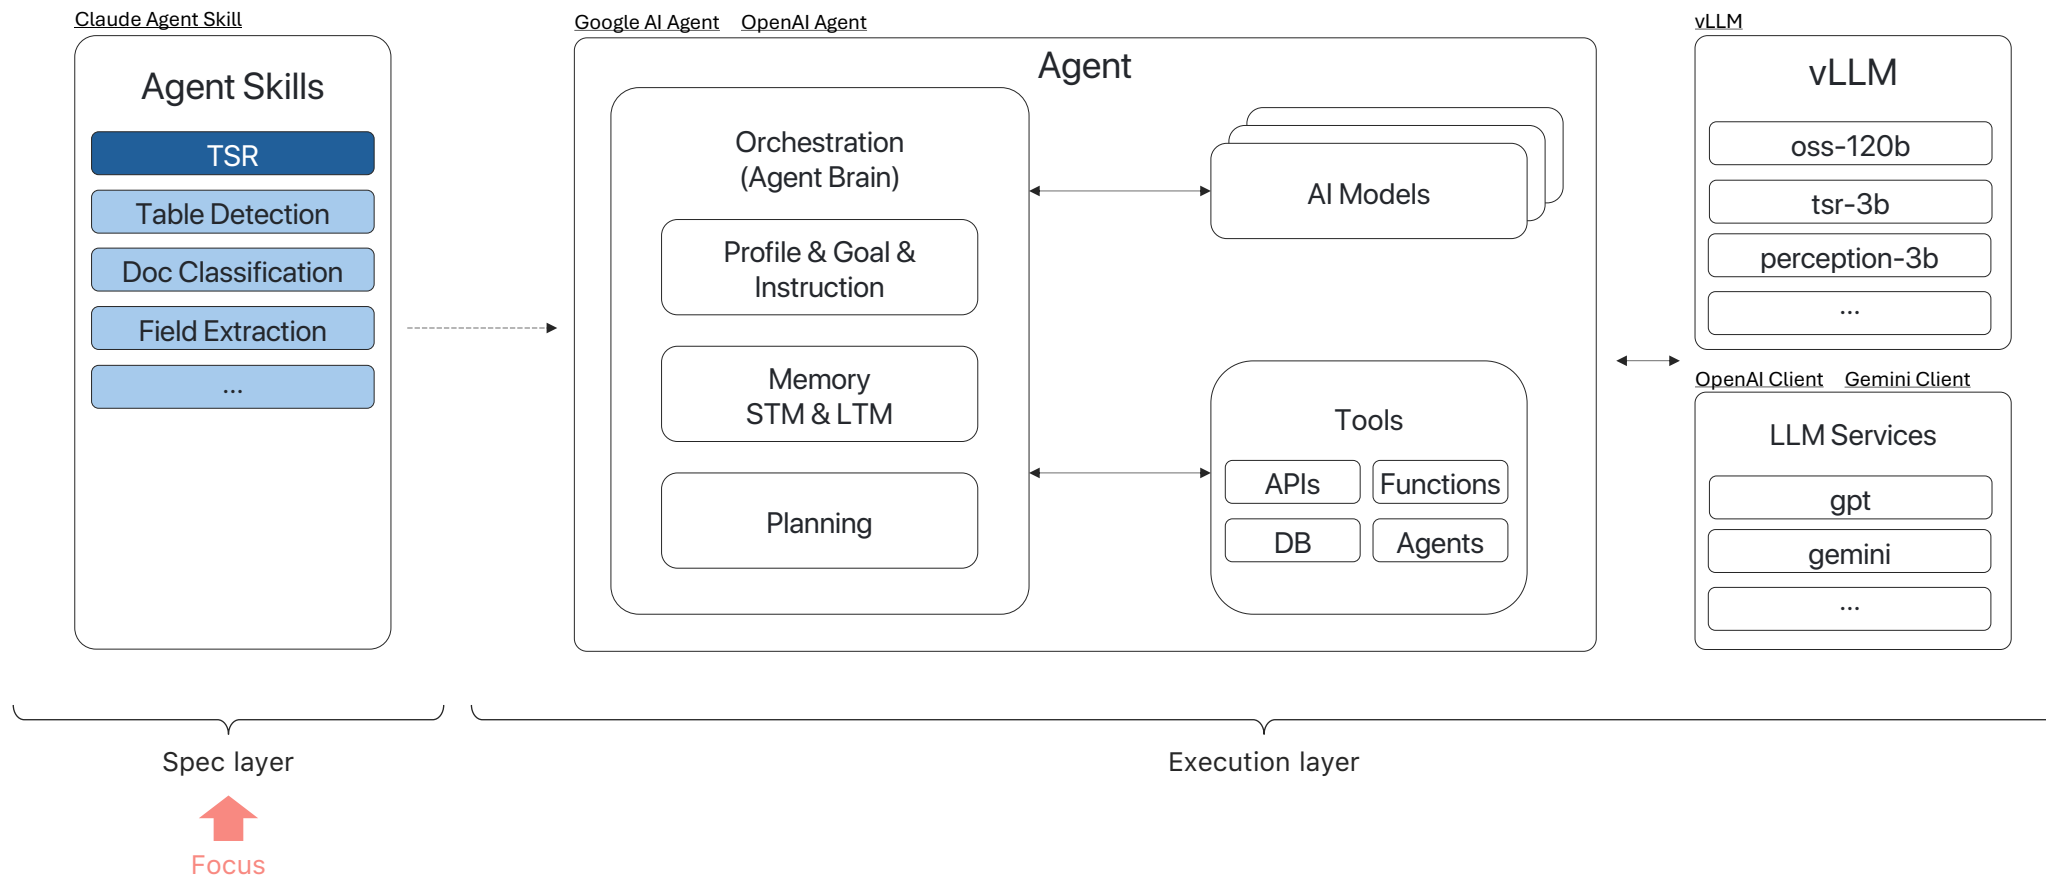 Claude Agent Skill
Agent Skills
TSR
Table Detection
Doc Classification
Field Extraction
...
Google AI Agent
OpenAI Agent
Agent
Orchestration
(Agent Brain)
Profile & Goal &
Instruction
Memory
STM & LTM
Planning
AI Models
Tools
APIs
Functions
DB
Agents
vLLM
vLLM
oss-120b
tsr-3b
perception-3b
...
OpenAI Client
Gemini Client
LLM Services
gpt
gemini
...
Spec layer
Execution layer
Focus